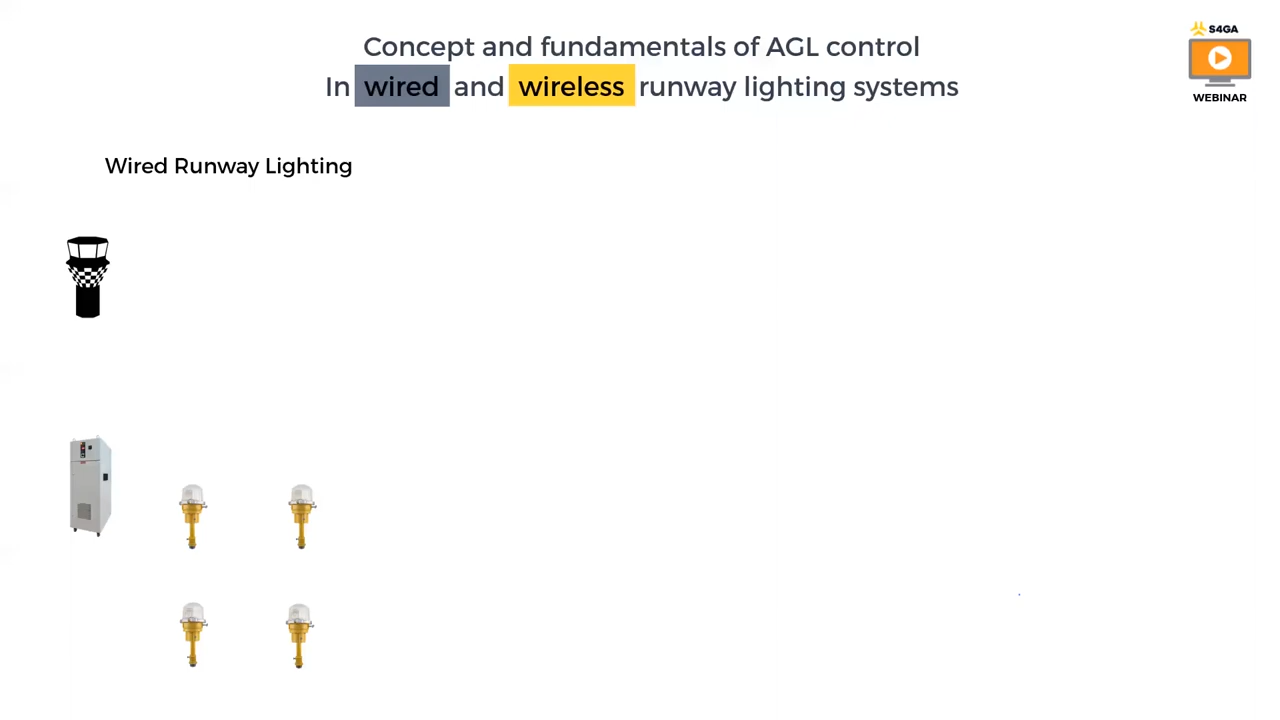 Concept and fundamentals of AGL control
In wired and wireless runway lighting systems
S4GA
WEBINAR
Wired Runway Lighting